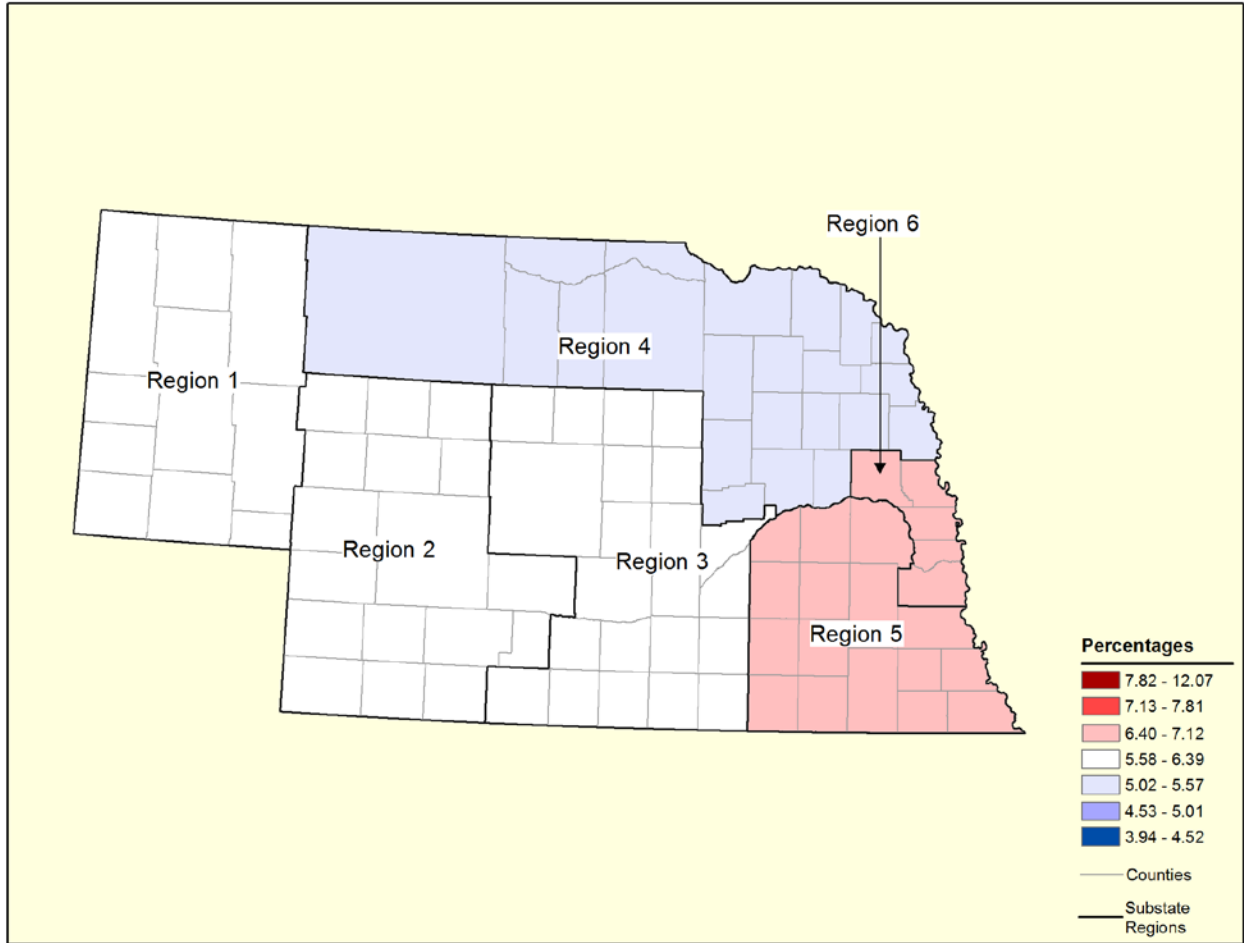 Region 6
Region 4
Region 1
Region 2
Region 3
Region 5
Percentages
7.82 - 12.07
7.13 - 7.81
6.40 - 7.12
5.58 - 6.39
5.02 - 5.57
4.53 - 5.01
3.94 - 4.52
Counties
Substate
Regions